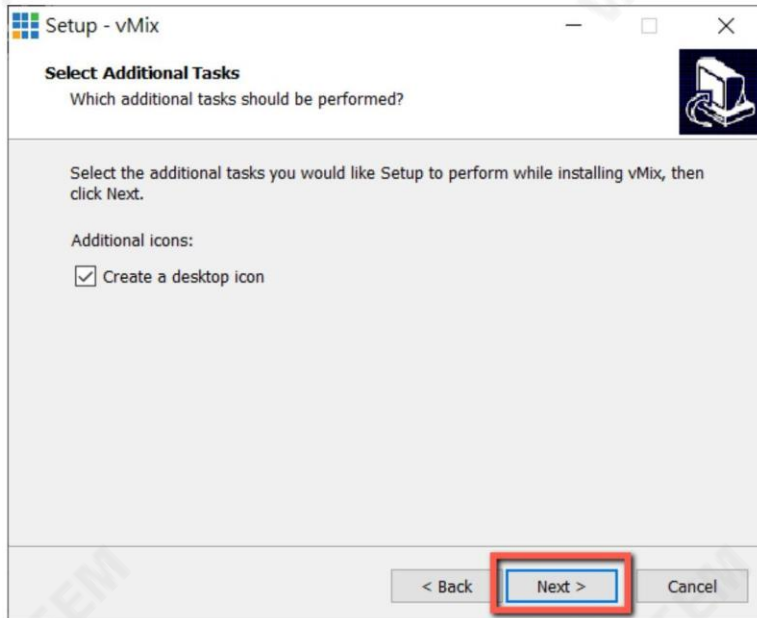 Setup - vMix
Select Additional Tasks
Which additional tasks should be performed?
Select the additional tasks you would like Setup to perform while installing vMix, then
click Next.
Additional icons:
Create a desktop icon
< Back Next > Cancel